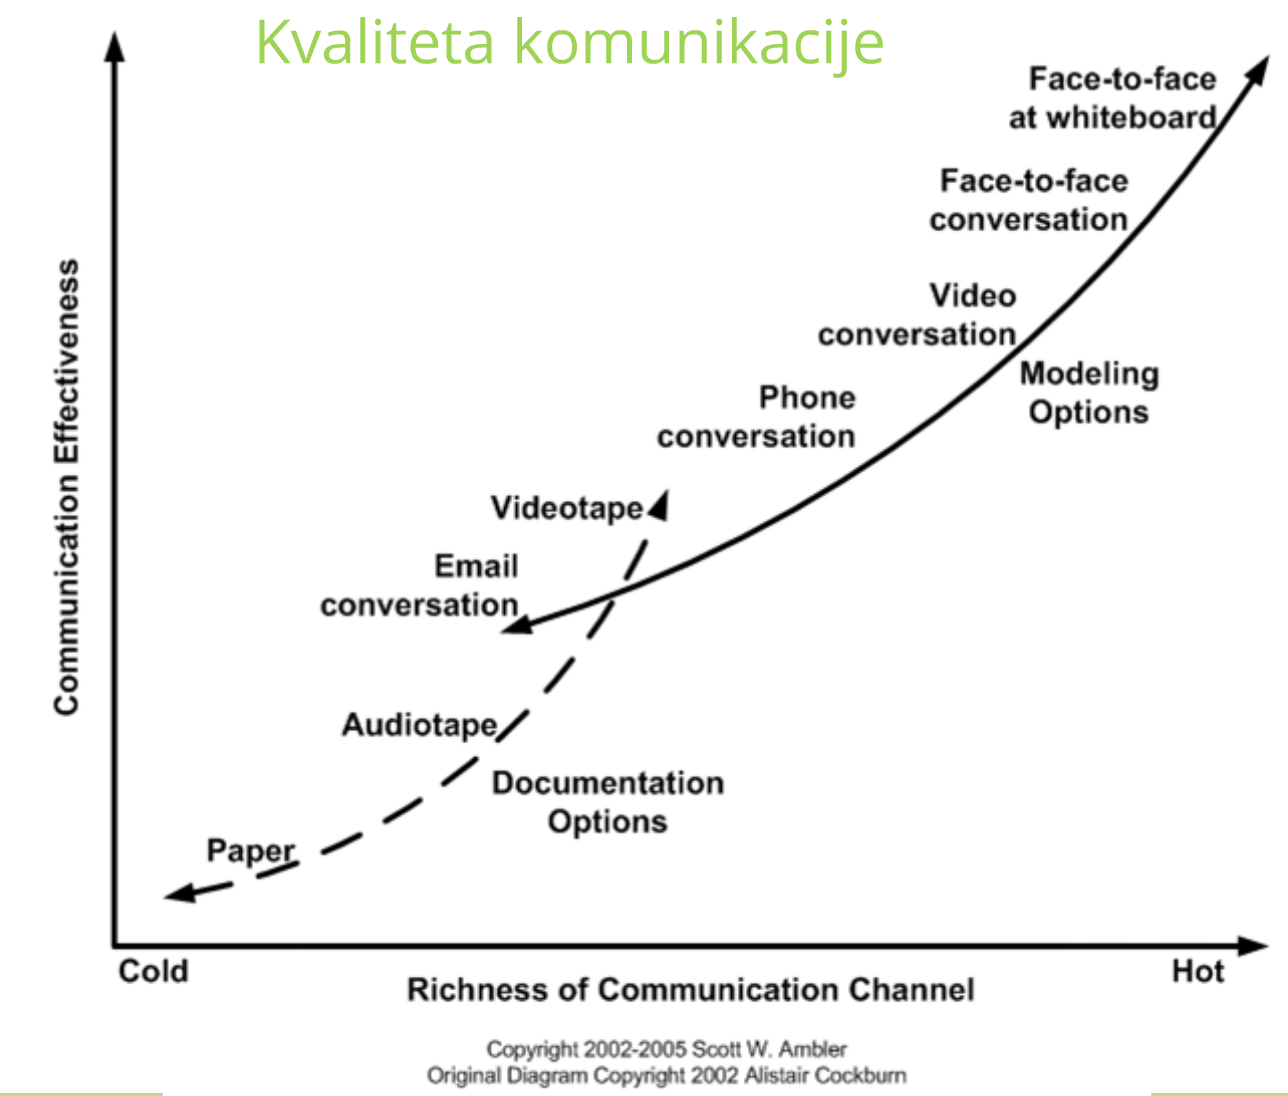 Kvaliteta komunikacije
Face-to-face
at whiteboard
Face-to-face
conversation
Video
conversation
Modeling
Options
Phone
conversation
Videotape
Email
conversation
Audiotape
Documentation
Options
Paper
Communication Effectiveness
Cold
Hot
Richness of Communication Channel
Copyright 2002-2005 Scott W. Ambler
Original Diagram Copyright 2002 Alistair Cockburn